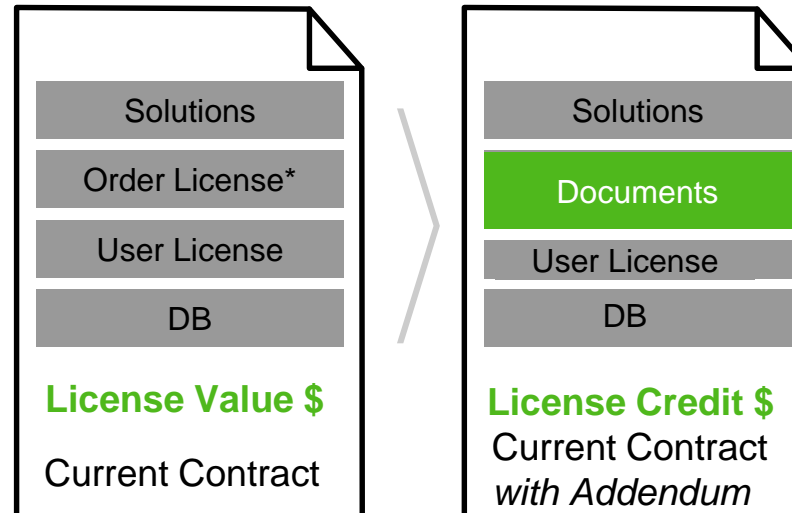 Solutions
Order License*
User License
DB
License Value $
Current Contract
Solutions
Documents
User License
DB
License Credit $
Current Contract
with Addendum